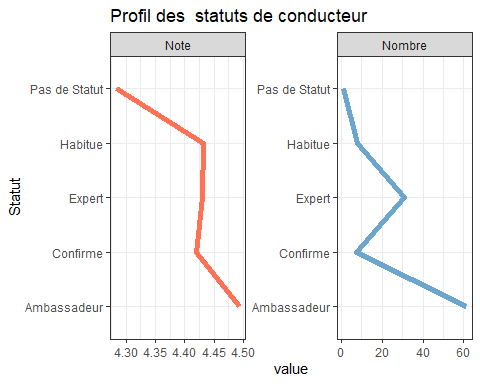 Profil des  statuts de conducteur
Note
Nombre
Statut
Pas de Statut
Habitue
Expert
Confirme
Ambassadeur
Pas de Statut
Habitue
Expert
Confirme
Ambassadeur
4.30 4.35 4.40 4.45 4.50
0 20 40 60
value